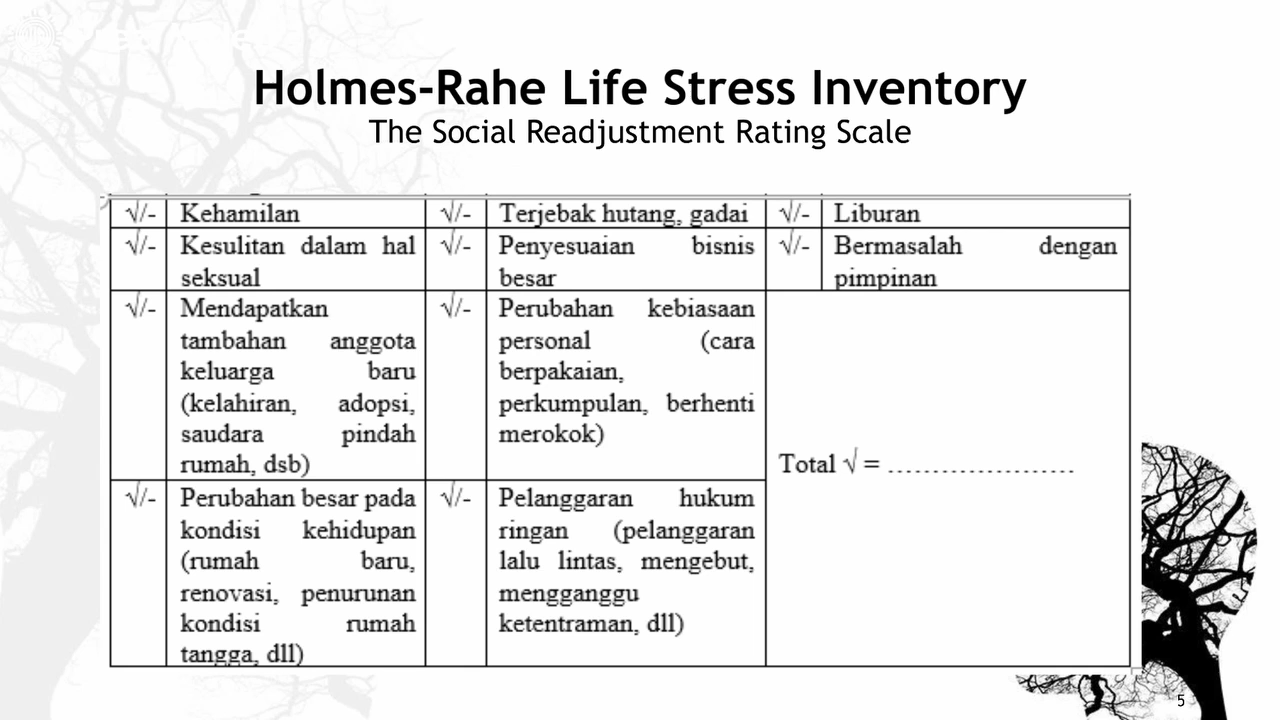 Holmes-Rahe Life Stress Inventory
The Social Readjustment Rating Scale
√/- Kehamilan √/- Terjebak hutang, gadai √/- Liburan
√/- Kesulitan dalam hal
seksual
√/- Penyesuaian bisnis
besar
√/- Bermasalah dengan
pimpinan
√/- Mendapatkan
tambahan anggota
keluarga baru
(kelahiran, adopsi,
saudara pindah
rumah, dsb)
√/- Perubahan kebiasaan
personal (cara
berpakaian,
perkumpulan, berhenti
merokok)
Total √ = .....................
√/- Perubahan besar pada
kondisi kehidupan
(rumah baru,
renovasi, penurunan
kondisi rumah
tangga, dll)
√/- Pelanggaran hukum
ringan (pelanggaran
lalu lintas, mengebut,
mengganggu
ketentraman, dll)
5